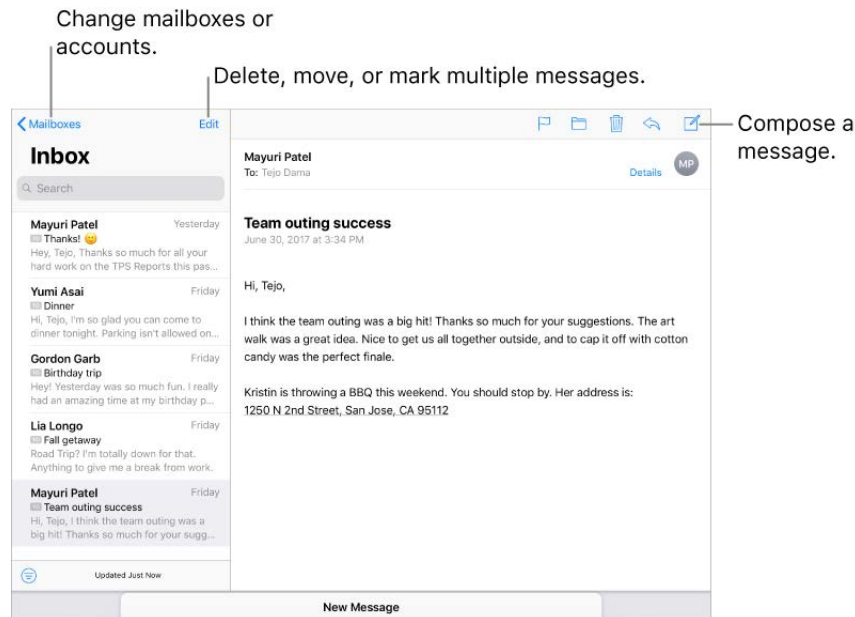 Change mailboxes or
accounts.
Delete, move, or mark multiple messages.
Compose a
message.
Mailboxes
Edit
Inbox
Search
Mayuri Patel
Yesterday
Thanks! 🙂
Hey, Tejo, Thanks so much for all your
hard work on the TPS Reports this pas...
Yumi Asai
Friday
Dinner
Hi, Tejo, I'm so glad you can come to
dinner tonight. Parking isn't allowed on...
Gordon Garb
Friday
Birthday trip
Hey! Yesterday was so much fun. I really
had an amazing time at my birthday p...
Lia Longo
Friday
Fall getaway
Road Trip? I'm totally down for that.
Anything to give me a break from work.
Mayuri Patel
Friday
Team outing success
Hi, Tejo, I think the team outing was a
big hit! Thanks so much for your sugg...
Updated Just Now
Mayuri Patel
To: Tejo Dama
Details
MP
Team outing success
June 30, 2017 at 3:34 PM
Hi, Tejo,
I think the team outing was a big hit! Thanks so much for your suggestions. The art
walk was a great idea. Nice to get us all together outside, and to cap it off with cotton
candy was the perfect finale.
Kristin is throwing a BBQ this weekend. You should stop by. Her address is:
1250 N 2nd Street, San Jose, CA 95112
New Message